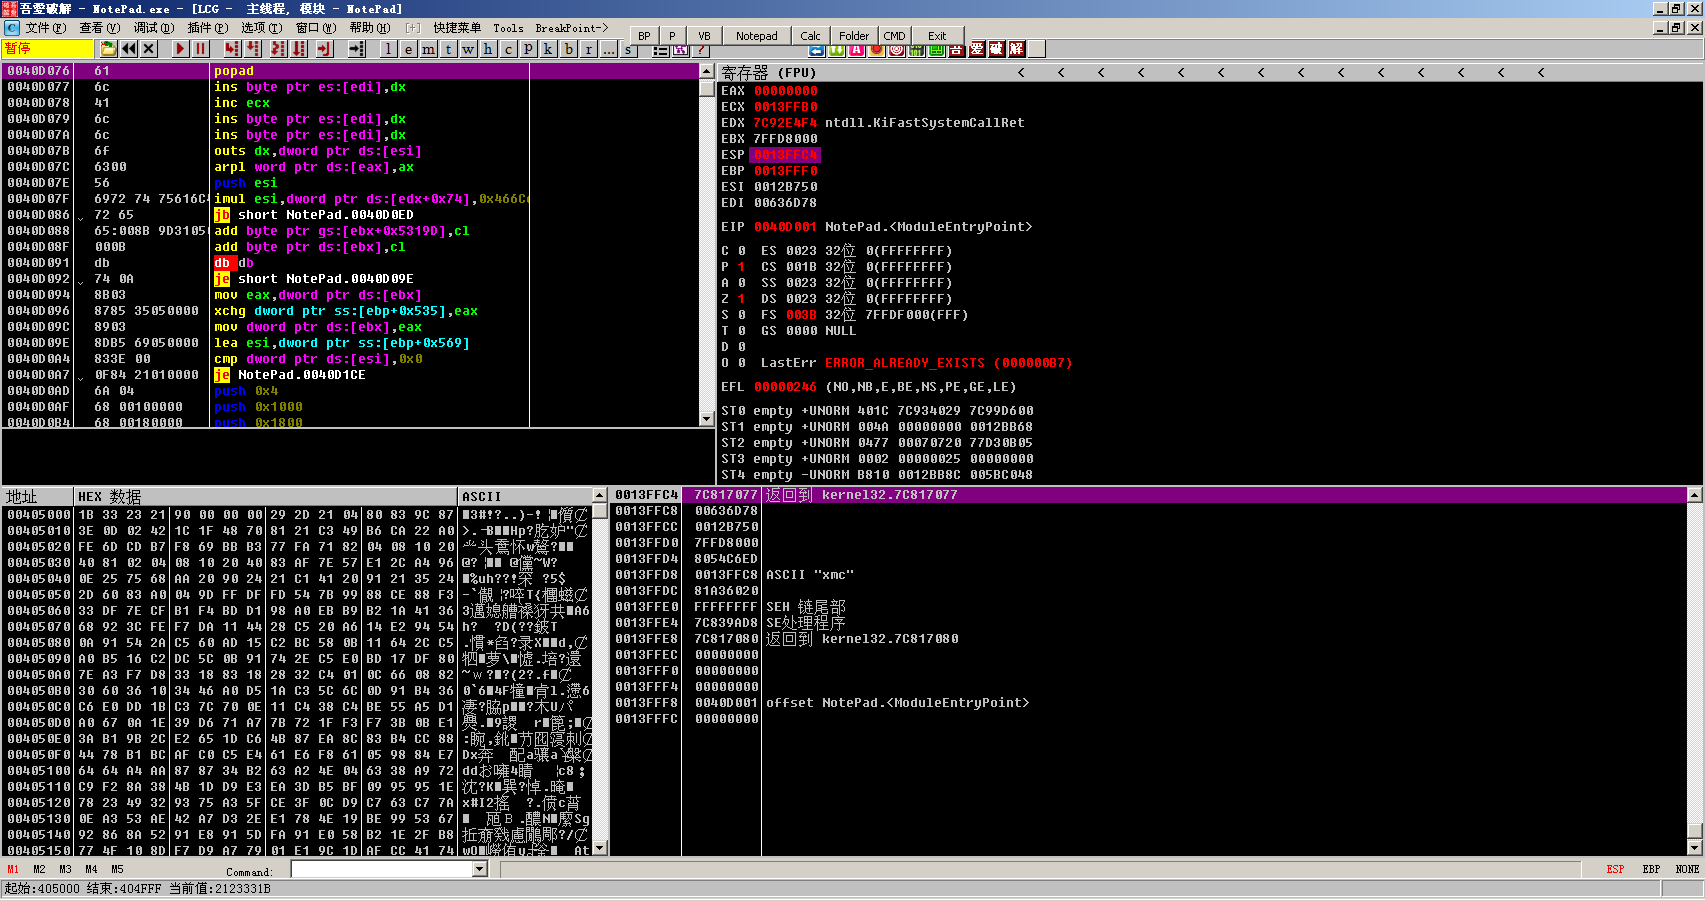 吾愛破解 - NotePad.exe - [LCG -  主线程, 模块 - NotePad]
文件(F) 查看(V) 调试(D) 插件(P) 选项(T) 窗口(W) 帮助(H) [+] 快捷菜单 Tools BreakPoint->
BP P VB Notepad Calc Folder CMD Exit
暂停 l e m t w h c p k b r ... s
吾 愛 破 解
0040D076 61 popad
0040D077 6c ins byte ptr es:[edi],dx
0040D078 41 inc ecx
0040D079 6c ins byte ptr es:[edi],dx
0040D07A 6c ins byte ptr es:[edi],dx
0040D07B 6f outs dx,dword ptr ds:[esi]
0040D07C 6300 arpl word ptr ds:[eax],ax
0040D07E 56 push esi
0040D07F 6972 74 75616C imul esi,dword ptr ds:[edx+0x74],0x466C
0040D086 72 65 jb short NotePad.0040D0ED
0040D088 65:008B 9D3105 add byte ptr gs:[ebx+0x5319D],cl
0040D08F 000B add byte ptr ds:[ebx],cl
0040D091 db db db
0040D092 74 0A je short NotePad.0040D09E
0040D094 8B03 mov eax,dword ptr ds:[ebx]
0040D096 8785 35050000 xchg dword ptr ss:[ebp+0x535],eax
0040D09C 8903 mov dword ptr ds:[ebx],eax
0040D09E 8DB5 69050000 lea esi,dword ptr ss:[ebp+0x569]
0040D0A4 833E 00 cmp dword ptr ds:[esi],0x0
0040D0A7 0F84 21010000 je NotePad.0040D1CE
0040D0AD 6A 04 push 0x4
0040D0AF 68 00100000 push 0x1000
0040D0B4 68 00180000 push 0x1800
寄存器 (FPU) < < < < < < < < < < < < < <
EAX 00000000
ECX 0013FFB0
EDX 7C92E4F4 ntdll.KiFastSystemCallRet
EBX 7FFD8000
ESP 0013FFC4
EBP 0013FFF0
ESI 0012B750
EDI 00636D78
EIP 0040D001 NotePad.<ModuleEntryPoint>
C 0 ES 0023 32位 0(FFFFFFFF)
P 1 CS 001B 32位 0(FFFFFFFF)
A 0 SS 0023 32位 0(FFFFFFFF)
Z 1 DS 0023 32位 0(FFFFFFFF)
S 0 FS 003B 32位 7FFDF000(FFF)
T 0 GS 0000 NULL
D 0
O 0 LastErr ERROR_ALREADY_EXISTS (000000B7)
EFL 00000246 (NO,NB,E,BE,NS,PE,GE,LE)
ST0 empty +UNORM 401C 7C934029 7C99D600
ST1 empty +UNORM 004A 00000000 0012BB68
ST2 empty +UNORM 0477 00070720 77D30B05
ST3 empty +UNORM 0002 00000025 00000000
ST4 empty -UNORM B810 0012BB8C 005BC048
地址 HEX 数据 ASCII
00405000 1B 33 23 21 90 00 00 00 29 2D 21 04 80 83 9C 87
00405010 3E 0D 02 42 1C 1F 48 70 81 21 C3 49 B6 CA 22 A0
00405020 FE 6D CD B7 F8 69 BB B3 77 FA 71 82 04 08 10 20
00405030 40 81 02 04 08 10 20 40 83 AF 7E 57 E1 2C A4 96
00405040 0E 25 75 68 AA 20 90 24 21 C1 41 20 91 21 35 24
00405050 2D 60 83 A0 04 9D FF DF FD 54 7B 99 88 CE 88 F3
00405060 33 DF 7E CF B1 F4 BD D1 98 A0 EB B9 B2 1A 41 36
00405070 68 92 3C FE F7 DA 11 44 28 C5 20 A6 14 E2 94 54
00405080 0A 91 54 2A C5 60 AD 15 C2 BC 58 0B 11 64 2C C5
00405090 A0 B5 16 C2 DC 5C 0B 91 74 2E C5 E0 BD 17 DF 80
004050A0 7E A3 F7 D8 33 18 83 18 28 32 C4 01 0C 66 08 82
004050B0 30 60 36 10 34 46 A0 D5 1A C3 5C 6C 0D 91 B4 36
004050C0 C6 E0 DD 1B C3 7C 70 0E 11 C4 38 C4 BE 55 A5 D1
004050D0 A0 67 0A 1E 39 D6 71 A7 7B 72 1F F3 F7 3B 0B E1
004050E0 3A B1 9B 2C E2 65 1D C6 4B 87 EA 8C 83 B4 CC 88
004050F0 44 78 B1 BC AF C0 C5 E4 61 E6 F8 61 05 98 84 E7
00405100 64 64 A4 AA 87 87 34 B2 63 A2 4E 04 63 38 A9 72
00405110 C9 F2 8A 38 4B 1D D9 E3 EA 3D B5 BF 09 95 95 1E
00405120 78 23 49 32 93 75 A3 5F CE 3F 0C D9 C7 63 C7 7A
00405130 0E A3 53 AE 42 A7 D3 2E E1 78 4E 19 BE 99 53 67
00405140 92 86 8A 52 91 E8 91 5D FA 91 E0 58 B2 1E 2F B8
00405150 77 4F 10 8D F7 D9 A7 79 01 E1 9C 1D AF CC 41 74
0013FFC4 7C817077 返回到 kernel32.7C817077
0013FFC8 00636D78
0013FFCC 0012B750
0013FFD0 7FFD8000
0013FFD4 8054C6ED
0013FFD8 0013FFC8 ASCII "xmc"
0013FFDC 81A36020
0013FFE0 FFFFFFFF SEH 链尾部
0013FFE4 7C839AD8 SE处理程序
0013FFE8 7C817080 返回到 kernel32.7C817080
0013FFEC 00000000
0013FFF0 00000000
0013FFF4 00000000
0013FFF8 0040D001 offset NotePad.<ModuleEntryPoint>
0013FFFC 00000000
M1 M2 M3 M4 M5 Command: ESP EBP NONE
起始:405000 结束:404FFF 当前值:2123331B